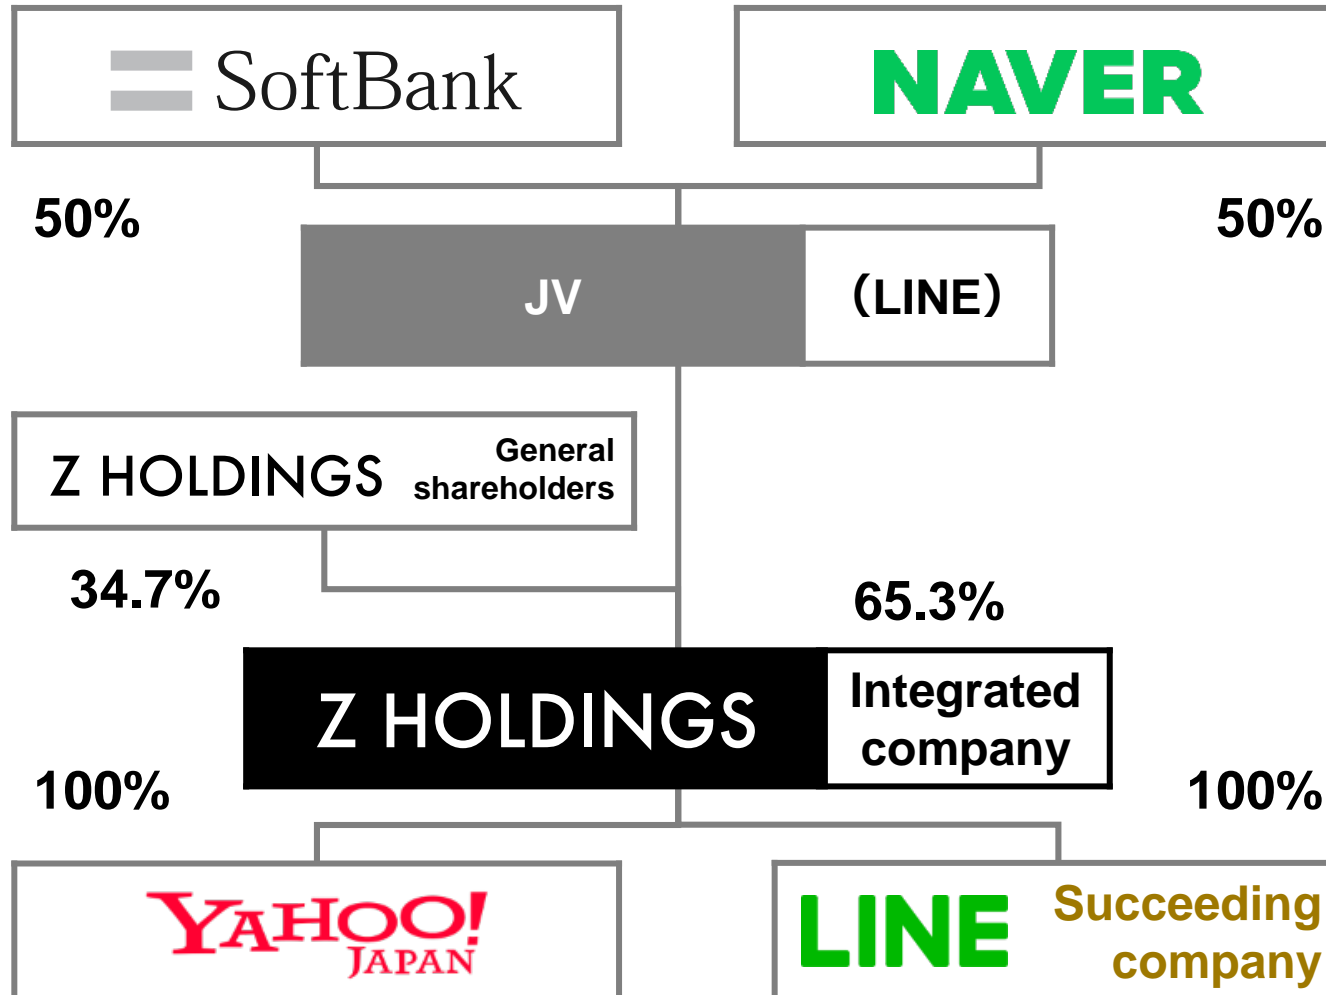 SoftBank
NAVER
50%
50%
JV
（LINE）
Z HOLDINGS
General
shareholders
34.7%
65.3%
Z HOLDINGS
Integrated
company
100%
100%
YAHOO!
JAPAN
LINE
Succeeding
company